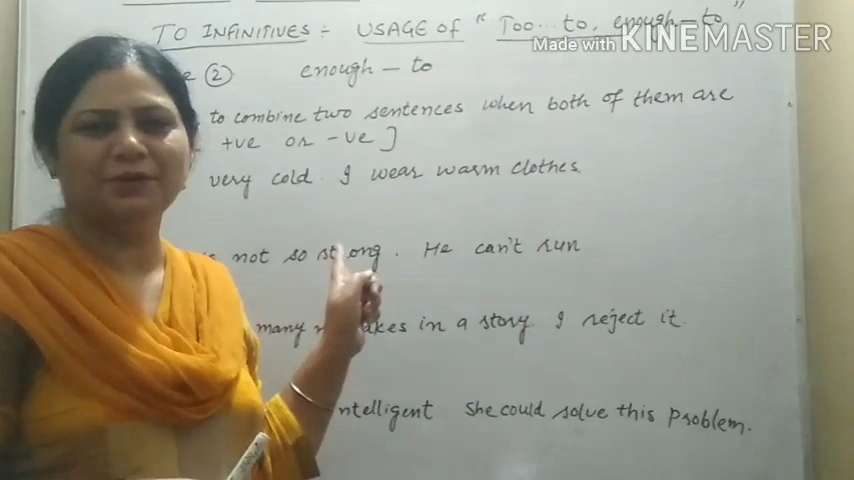 TO INFINITIVES ÷ USAGE of " Too... to, enough - to "
Made with KINEMASTER
② enough - to
to combine two sentences when both of them are
+ve or -ve ]
very cold. I wear warm clothes.
not so strong. He can't run
many in a story. I reject it.
intelligent She could solve this problem.